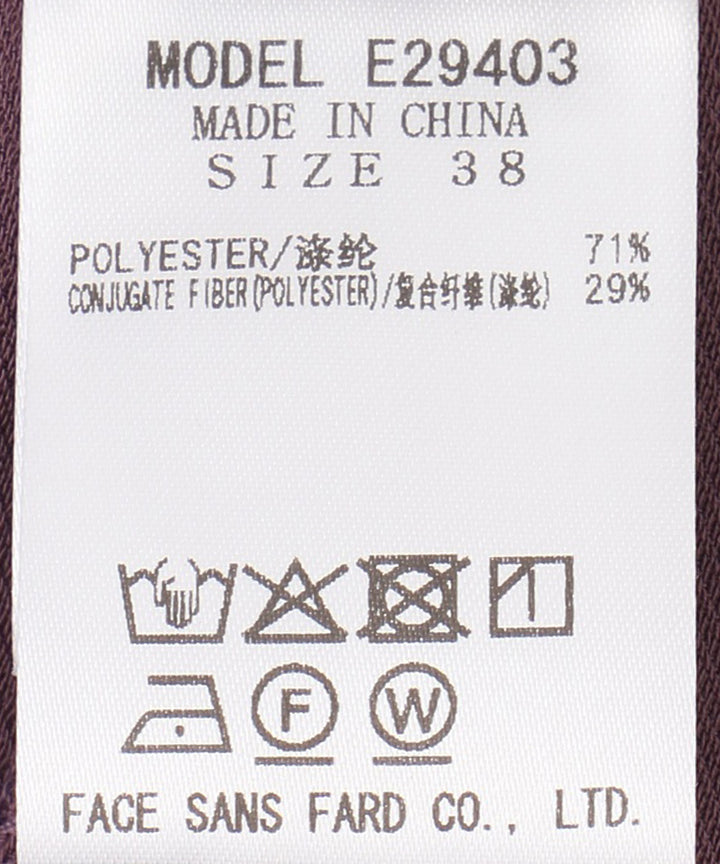 MODEL E29403
MADE IN CHINA
SIZE 38
POLYESTER/涤纶 71%
CONJUGATE FIBER(POLYESTER)/复合纤维(涤纶) 29%
F W
FACE SANS FARD CO., LTD.